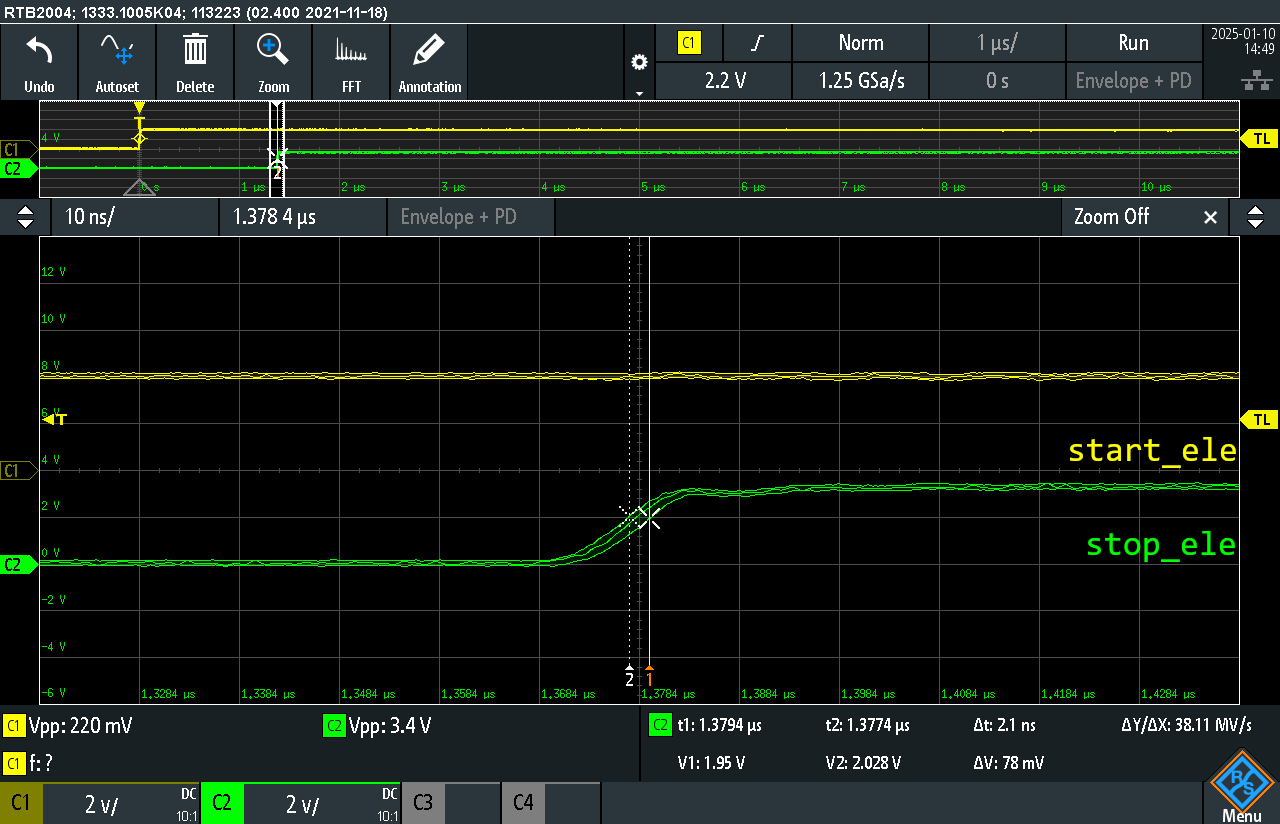 RTB2004; 1333.1005K04; 113223 (02.400 2021-11-18)
Undo Autoset Delete Zoom FFT Annotation
C1 Norm 1 µs/ Run 2025-01-10 14:49
2.2 V 1.25 GSa/s 0 s Envelope + PD
T
4 V
C1 TL
C2
2
0 s 1 µs 2 µs 3 µs 4 µs 5 µs 6 µs 7 µs 8 µs 9 µs 10 µs
10 ns/ 1.378 4 µs Envelope + PD Zoom Off
12 V
10 V
8 V
6 V
T TL
start_ele
4 V
C1
2 V
stop_ele
0 V
C2
-2 V
-4 V
2 1
-6 V 1.3284 µs 1.3384 µs 1.3484 µs 1.3584 µs 1.3684 µs 1.3784 µs 1.3884 µs 1.3984 µs 1.4084 µs 1.4184 µs 1.4284 µs
C1 Vpp: 220 mV C2 Vpp: 3.4 V C2 t1: 1.3794 µs t2: 1.3774 µs Δt: 2.1 ns ΔY/ΔX: 38.11 MV/s
C1 f: ? V1: 1.95 V V2: 2.028 V ΔV: 78 mV
C1 2 V/ DC 10:1 C2 2 V/ DC 10:1 C3 C4
R&S
Menu